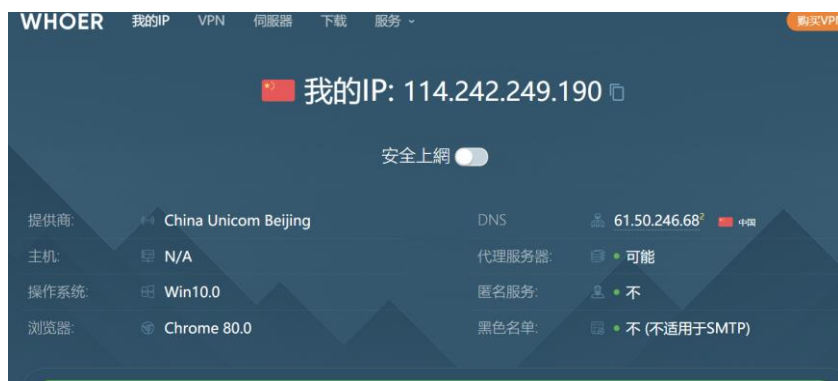 WHOER 我的IP VPN 伺服器 下载 服务 购买VPN
我的IP: 114.242.249.190
安全上網
提供商: China Unicom Beijing DNS 61.50.246.68² 中国
主机: N/A 代理服务器: 可能
操作系统: Win10.0 匿名服务: 不
浏览器: Chrome 80.0 黑色名单: 不 (不适用于SMTP)